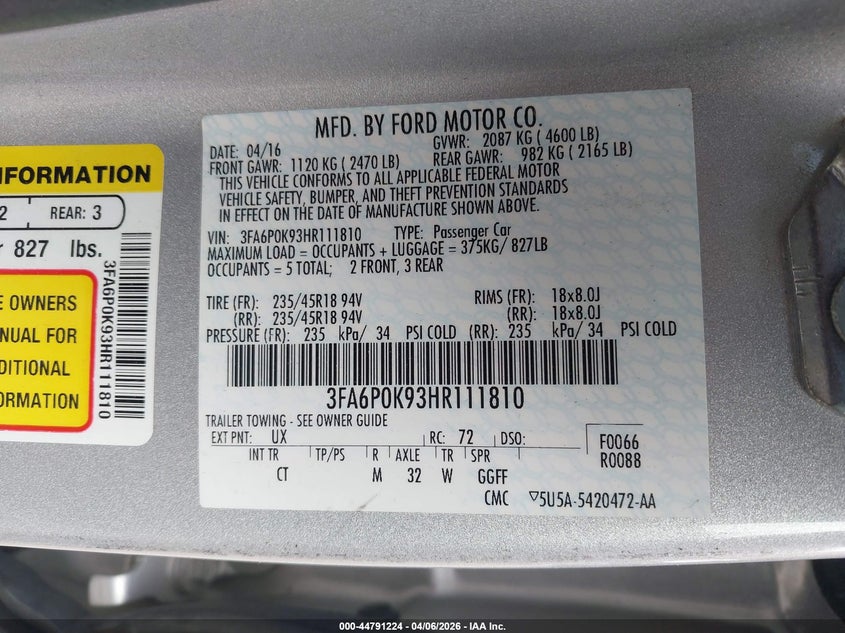 NFORMATION
2 REAR: 3
827 lbs.
E OWNERS
ANUAL FOR
DITIONAL
ORMATION
3FA6P0K93HR111810
MFD. BY FORD MOTOR CO.
DATE: 04/16 GVWR: 2087 KG ( 4600 LB)
FRONT GAWR: 1120 KG ( 2470 LB) REAR GAWR: 982 KG ( 2165 LB)
THIS VEHICLE CONFORMS TO ALL APPLICABLE FEDERAL MOTOR
VEHICLE SAFETY, BUMPER, AND THEFT PREVENTION STANDARDS
IN EFFECT ON THE DATE OF MANUFACTURE SHOWN ABOVE.
VIN: 3FA6P0K93HR111810 TYPE: Passenger Car
MAXIMUM LOAD = OCCUPANTS + LUGGAGE = 375KG/ 827LB
OCCUPANTS = 5 TOTAL; 2 FRONT, 3 REAR
TIRE (FR): 235/45R18 94V RIMS (FR): 18x8.0J
(RR): 235/45R18 94V (RR): 18x8.0J
PRESSURE (FR): 235 kPa/ 34 PSI COLD (RR): 235 kPa/ 34 PSI COLD
3FA6P0K93HR111810
TRAILER TOWING - SEE OWNER GUIDE
EXT PNT: UX RC: 72 DSO: F0066
R0088
INT TR TP/PS R AXLE TR SPR
CT M 32 W GGFF
CMC ▽5U5A-5420472-AA
000-44791224 | 04/06/2026 - IAA Inc.